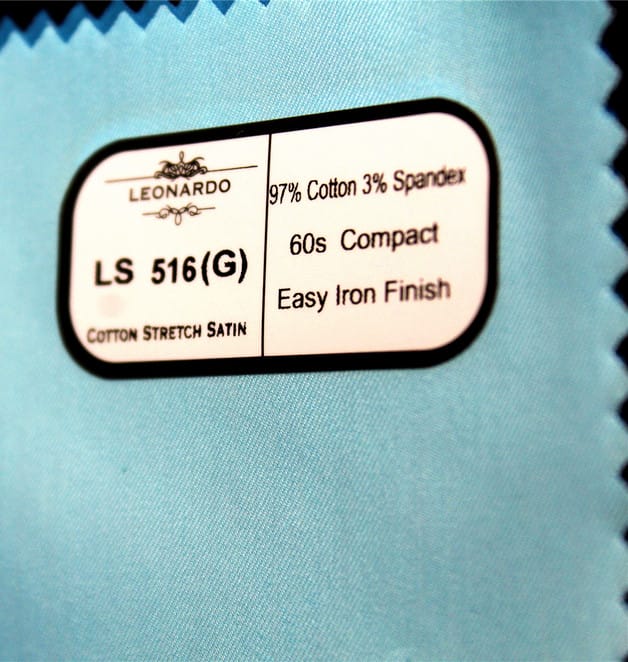 LEONARDO
LS 516(G)
COTTON STRETCH SATIN
97% Cotton 3% Spandex
60s Compact
Easy Iron Finish